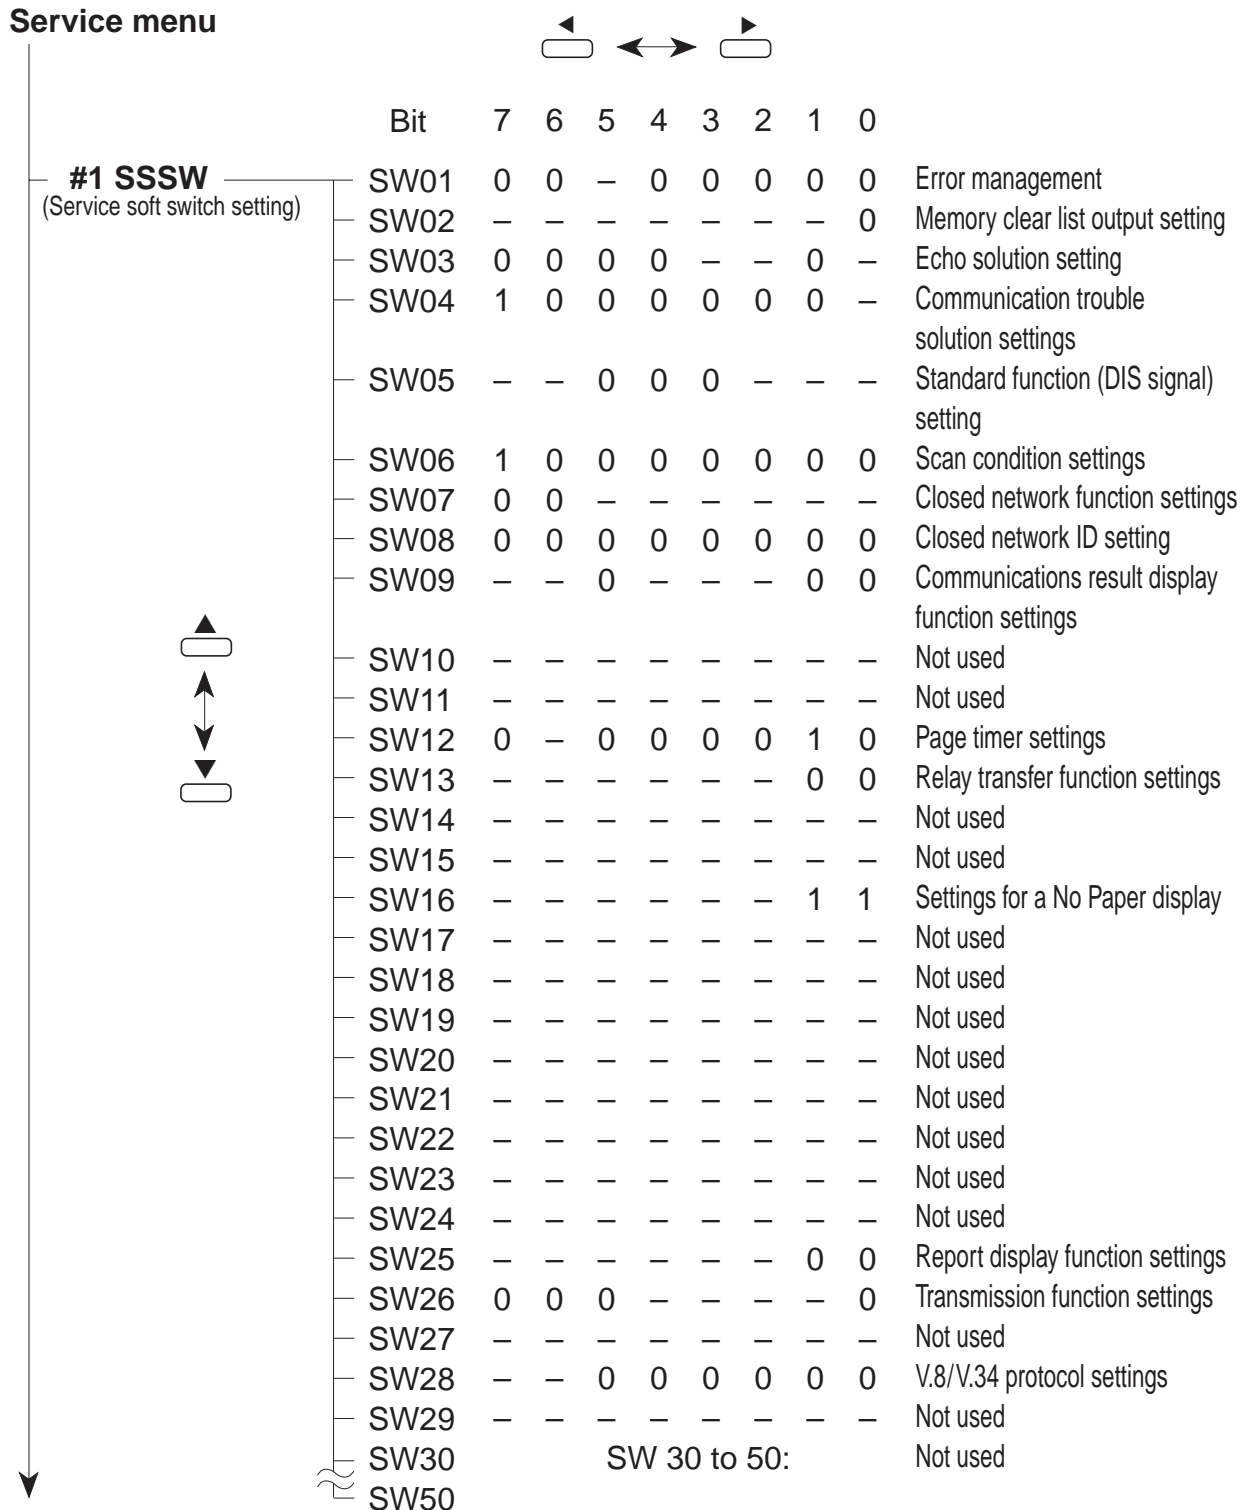 Service menu
Bit 7 6 5 4 3 2 1 0
#1 SSSW
(Service soft switch setting)
SW01 0 0 – 0 0 0 0 0 Error management
SW02 – – – – – – – 0 Memory clear list output setting
SW03 0 0 0 0 – – 0 – Echo solution setting
SW04 1 0 0 0 0 0 0 – Communication trouble
solution settings
SW05 – – 0 0 0 – – – Standard function (DIS signal)
setting
SW06 1 0 0 0 0 0 0 0 Scan condition settings
SW07 0 0 – – – – – – Closed network function settings
SW08 0 0 0 0 0 0 0 0 Closed network ID setting
SW09 – – 0 – – – 0 0 Communications result display
function settings
SW10 – – – – – – – – Not used
SW11 – – – – – – – – Not used
SW12 0 – 0 0 0 0 1 0 Page timer settings
SW13 – – – – – – 0 0 Relay transfer function settings
SW14 – – – – – – – – Not used
SW15 – – – – – – – – Not used
SW16 – – – – – – 1 1 Settings for a No Paper display
SW17 – – – – – – – – Not used
SW18 – – – – – – – – Not used
SW19 – – – – – – – – Not used
SW20 – – – – – – – – Not used
SW21 – – – – – – – – Not used
SW22 – – – – – – – – Not used
SW23 – – – – – – – – Not used
SW24 – – – – – – – – Not used
SW25 – – – – – – 0 0 Report display function settings
SW26 0 0 0 – – – – 0 Transmission function settings
SW27 – – – – – – – – Not used
SW28 – – 0 0 0 0 0 0 V.8/V.34 protocol settings
SW29 – – – – – – – – Not used
SW30 SW 30 to 50: Not used
SW50